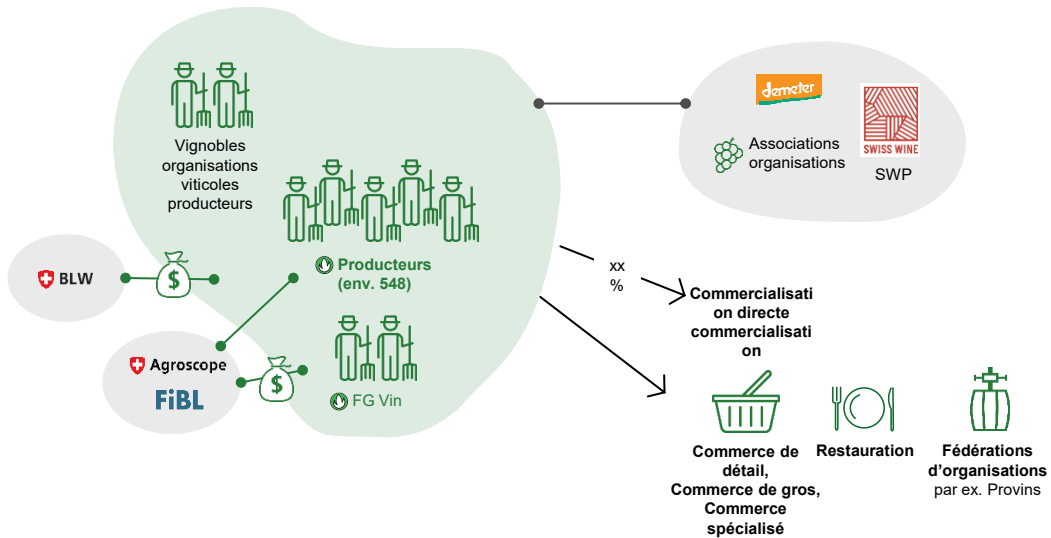 Vignobles
organisations
viticoles
producteurs
Producteurs
(env. 548)
BLW
$
Agroscope
FiBL
$
FG Vin
demeter
Associations
organisations
SWISS WINE
SWP
xx
%
Commercialisati
on directe
commercialisati
on
Commerce de
détail,
Commerce de gros,
Commerce
spécialisé
Restauration
Fédérations
d’organisations
par ex. Provins